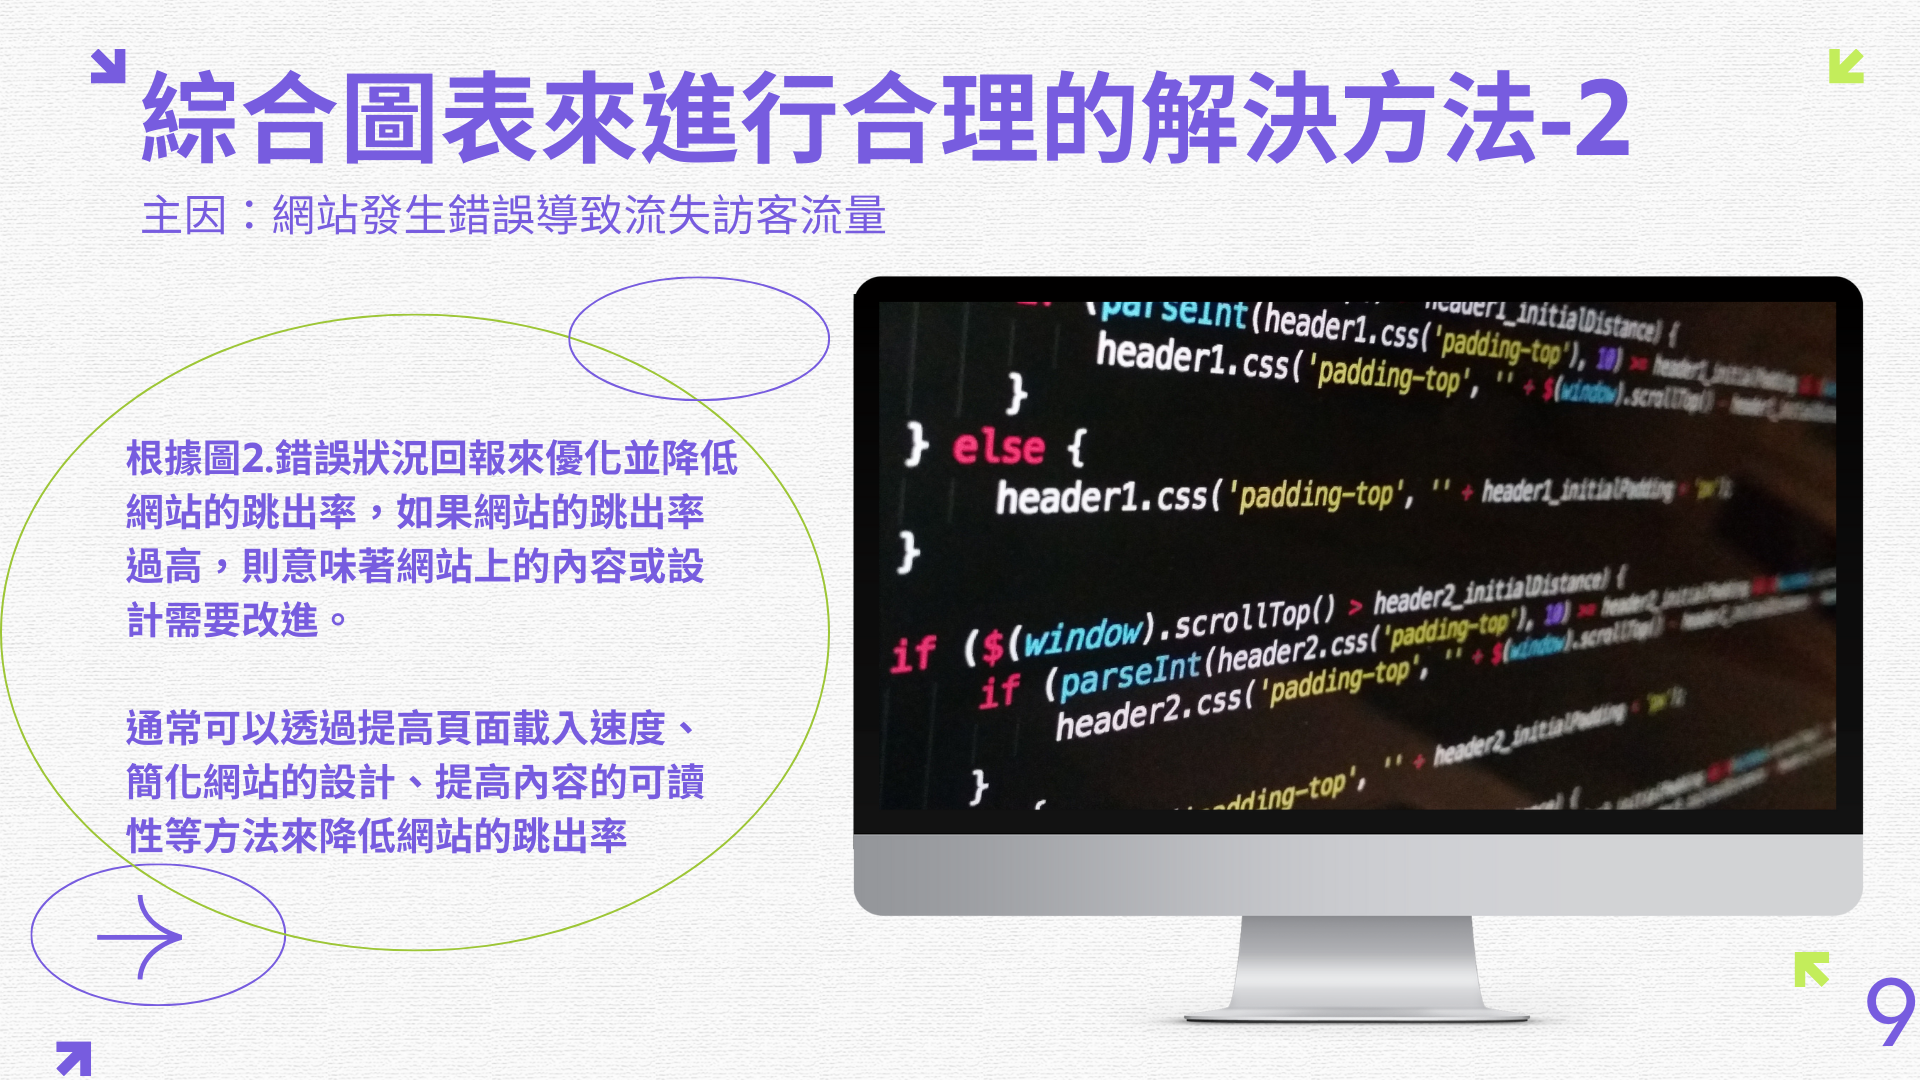 綜合圖表來進行合理的解決方法-2
主因：網站發生錯誤導致流失訪客流量
根據圖2.錯誤狀況回報來優化並降低
網站的跳出率，如果網站的跳出率
過高，則意味著網站上的內容或設
計需要改進。
通常可以透過提高頁面載入速度、
簡化網站的設計、提高內容的可讀
性等方法來降低網站的跳出率
(parseInt(header1.css('padding-top'), 10) >= header1_initialPadding
header1_initialDistance) {
header1.css('padding-top', '' + $(window).scrollTop() - 
}
} else {
header1.css('padding-top', '' + header1_initialPadding + 'px');
}
if ($(window).scrollTop() > header2_initialDistance) {
if (parseInt(header2.css('padding-top'), 10) >= header2_initialPadding
header2.css('padding-top', '' + $(window).scrollTop() - 
}
padding-top', '' + header2_initialPadding + 'px');
9